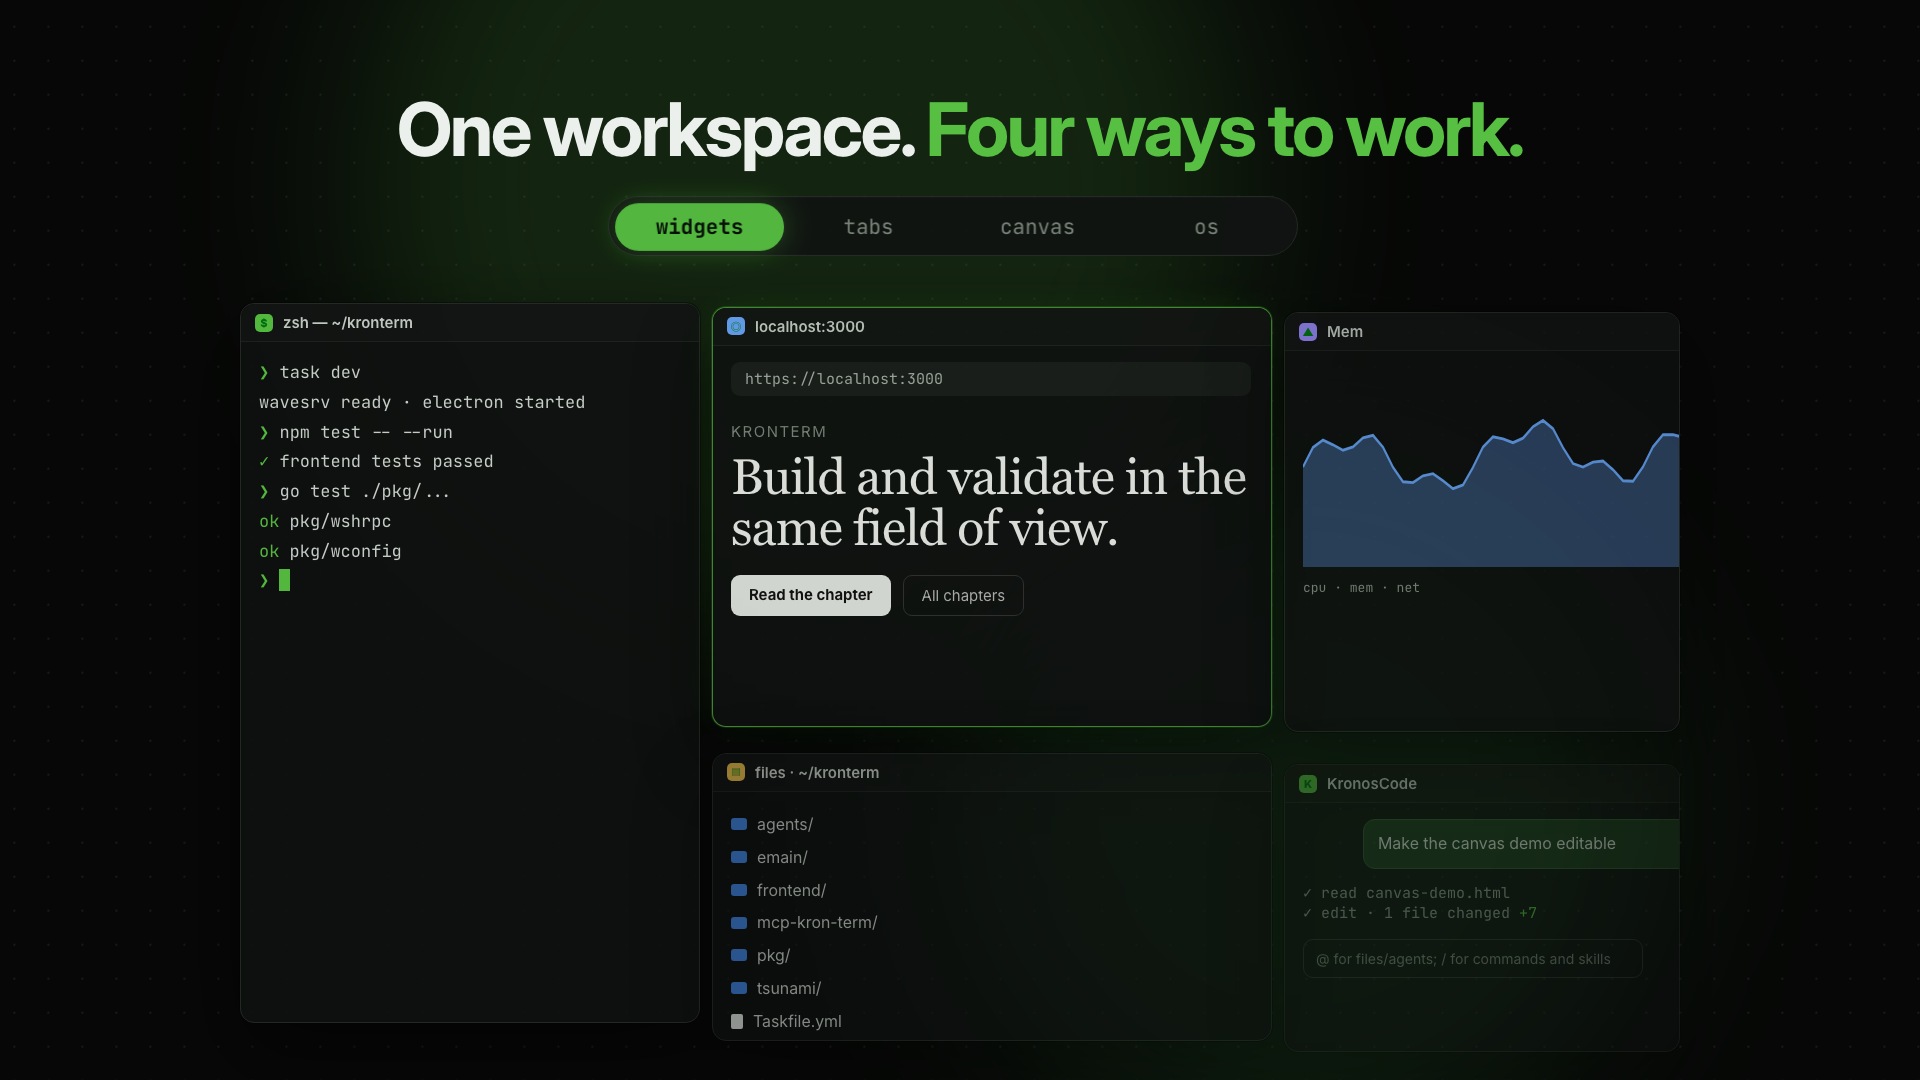 One workspace. Four ways to work.
widgets tabs canvas os
zsh — ~/kronterm
❯ task dev
wavesrv ready · electron started
❯ npm test -- --run
✓ frontend tests passed
❯ go test ./pkg/...
ok pkg/wshrpc
ok pkg/wconfig
❯
localhost:3000
https://localhost:3000
KRONTERM
Build and validate in the
same field of view.
Read the chapter All chapters
Mem
cpu · mem · net
files · ~/kronterm
agents/
emain/
frontend/
mcp-kron-term/
pkg/
tsunami/
Taskfile.yml
K KronosCode
Make the canvas demo editable
✓ read canvas-demo.html
✓ edit · 1 file changed +7
@ for files/agents; / for commands and skills